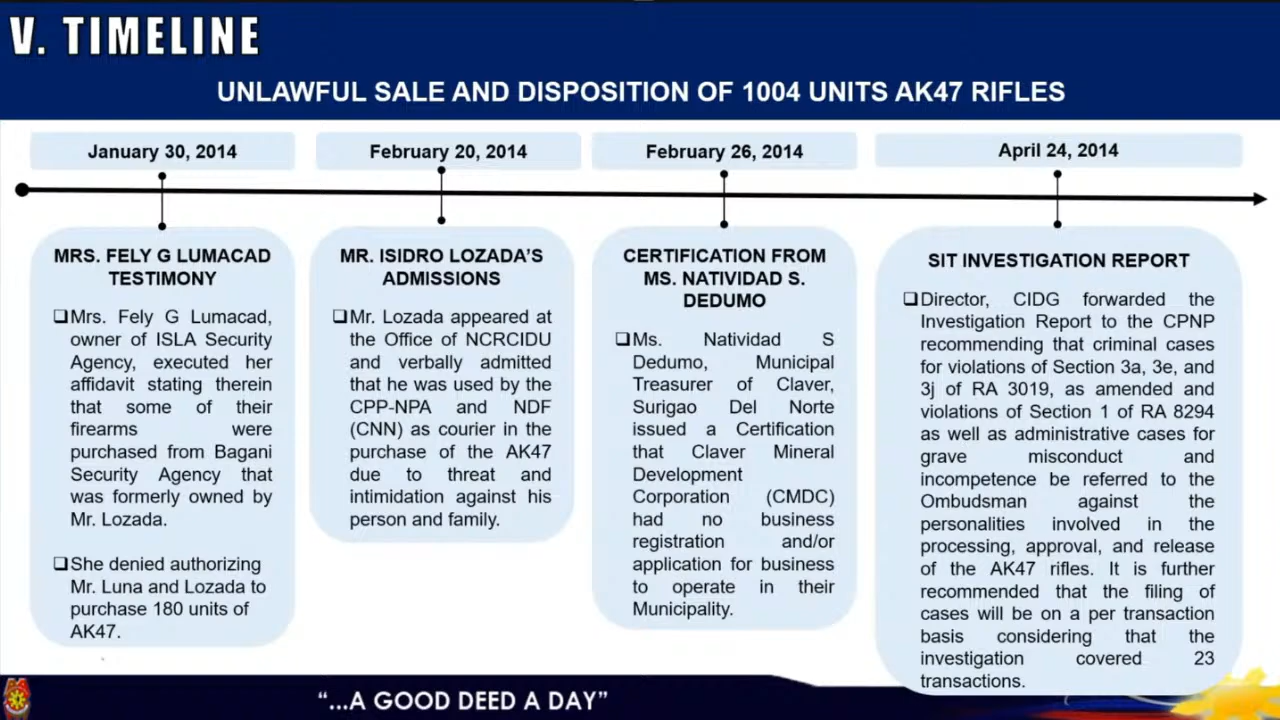 V. TIMELINE
UNLAWFUL SALE AND DISPOSITION OF 1004 UNITS AK47 RIFLES
January 30, 2014
February 20, 2014
February 26, 2014
April 24, 2014
MRS. FELY G LUMACAD
TESTIMONY
❑Mrs. Fely G Lumacad,
owner of ISLA Security
Agency, executed her
affidavit stating therein
that some of their
firearms were
purchased from Bagani
Security Agency that
was formerly owned by
Mr. Lozada.
❑She denied authorizing
Mr. Luna and Lozada to
purchase 180 units of
AK47.
MR. ISIDRO LOZADA’S
ADMISSIONS
❑Mr. Lozada appeared at
the Office of NCRCIDU
and verbally admitted
that he was used by the
CPP-NPA and NDF
(CNN) as courier in the
purchase of the AK47
due to threat and
intimidation against his
person and family.
CERTIFICATION FROM
MS. NATIVIDAD S.
DEDUMO
❑Ms. Natividad S
Dedumo, Municipal
Treasurer of Claver,
Surigao Del Norte
issued a Certification
that Claver Mineral
Development
Corporation (CMDC)
had no business
registration and/or
application for business
to operate in their
Municipality.
SIT INVESTIGATION REPORT
❑Director, CIDG forwarded the
Investigation Report to the CPNP
recommending that criminal cases
for violations of Section 3a, 3e, and
3j of RA 3019, as amended and
violations of Section 1 of RA 8294
as well as administrative cases for
grave misconduct and
incompetence be referred to the
Ombudsman against the
personalities involved in the
processing, approval, and release
of the AK47 rifles. It is further
recommended that the filing of
cases will be on a per transaction
basis considering that the
investigation covered 23
transactions.
“...A GOOD DEED A DAY”